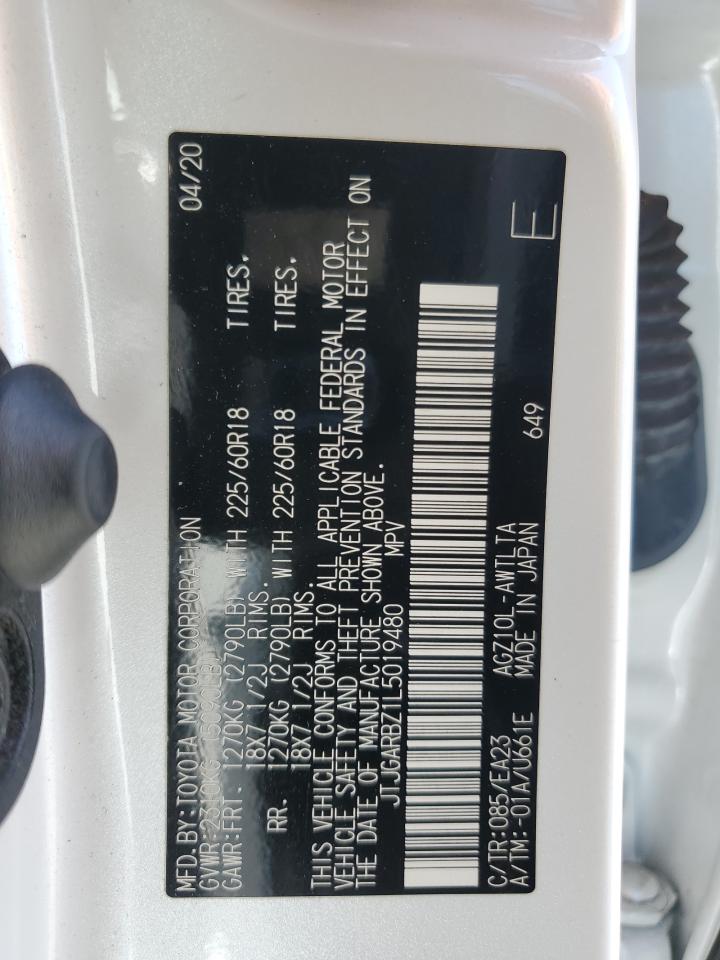 MFD.BY:TOYOTA MOTOR CORPORATION 04/20
GVWR:2310KG (5090LB)
GAWR:FRT. 1270KG (2790LB) WITH 225/60R18 TIRES.
18X7 1/2J RIMS.
RR. 1270KG (2790LB) WITH 225/60R18 TIRES.
18X7 1/2J RIMS.
THIS VEHICLE CONFORMS TO ALL APPLICABLE FEDERAL MOTOR
VEHICLE SAFETY AND THEFT PREVENTION STANDARDS IN EFFECT ON
THE DATE OF MANUFACTURE SHOWN ABOVE.
JTJGARBZ1L5019480 MPV
C/TR:085/EA23 AGZ10L-AWTLTA 649 E
A/TM:-01A/U661E MADE IN JAPAN